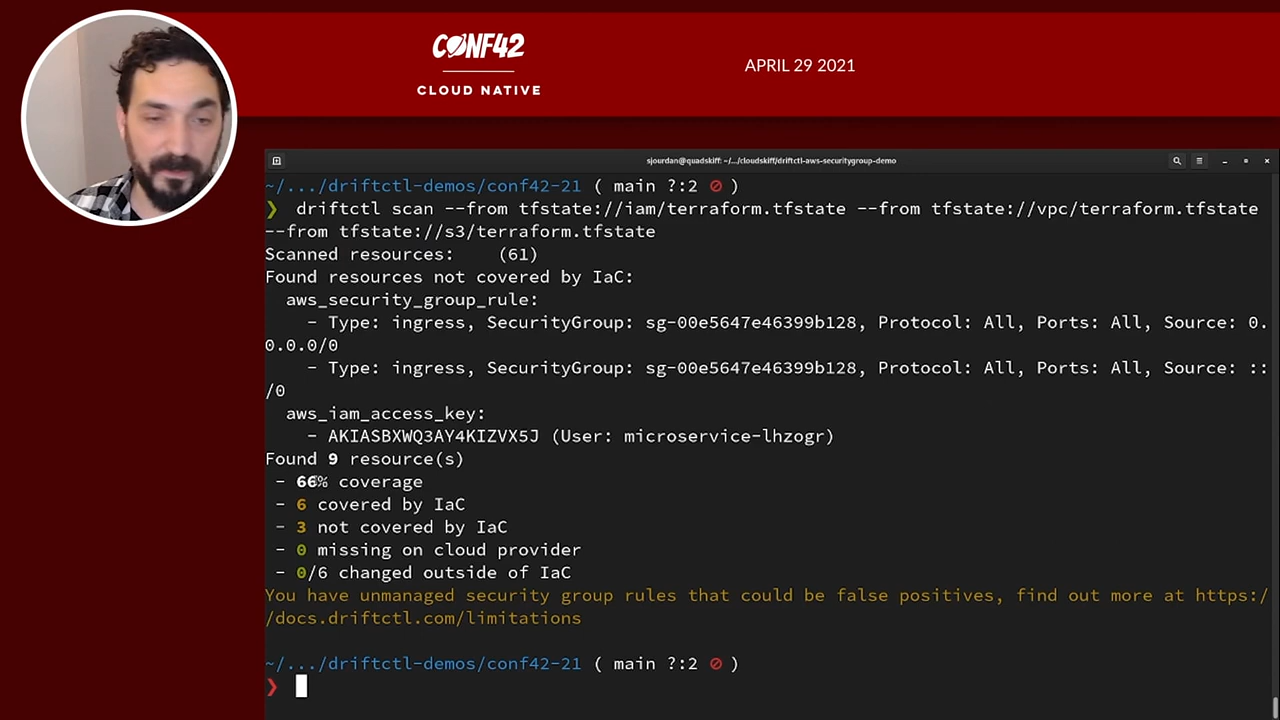 CONF42
CLOUD NATIVE
APRIL 29 2021
sjourdan@quadskiff: ~/.../cloudskiff/driftctl-aws-securitygroup-demo
~/.../driftctl-demos/conf42-21 ( main ?:2 )
❯ driftctl scan --from tfstate://iam/terraform.tfstate --from tfstate://vpc/terraform.tfstate
--from tfstate://s3/terraform.tfstate
Scanned resources:    (61)
Found resources not covered by IaC:
  aws_security_group_rule:
    - Type: ingress, SecurityGroup: sg-00e5647e46399b128, Protocol: All, Ports: All, Source: 0.
0.0.0/0
    - Type: ingress, SecurityGroup: sg-00e5647e46399b128, Protocol: All, Ports: All, Source: ::
/0
  aws_iam_access_key:
    - AKIASBXWQ3AY4KIZVX5J (User: microservice-lhzogr)
Found 9 resource(s)
 - 66% coverage
 - 6 covered by IaC
 - 3 not covered by IaC
 - 0 missing on cloud provider
 - 0/6 changed outside of IaC
You have unmanaged security group rules that could be false positives, find out more at https:/
/docs.driftctl.com/limitations
~/.../driftctl-demos/conf42-21 ( main ?:2 )
❯